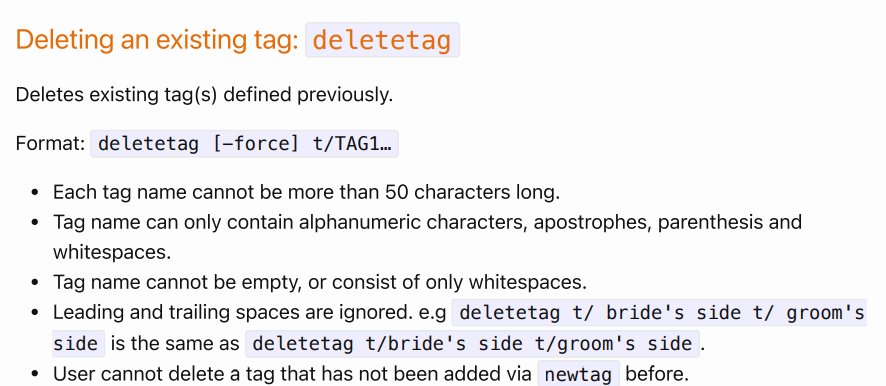 Deleting an existing tag: deletetag
Deletes existing tag(s) defined previously.
Format: deletetag [-force] t/TAG1…
• Each tag name cannot be more than 50 characters long.
• Tag name can only contain alphanumeric characters, apostrophes, parenthesis and
whitespaces.
• Tag name cannot be empty, or consist of only whitespaces.
• Leading and trailing spaces are ignored. e.g deletetag t/ bride's side t/ groom's
side is the same as deletetag t/bride's side t/groom's side.
• User cannot delete a tag that has not been added via newtag before.